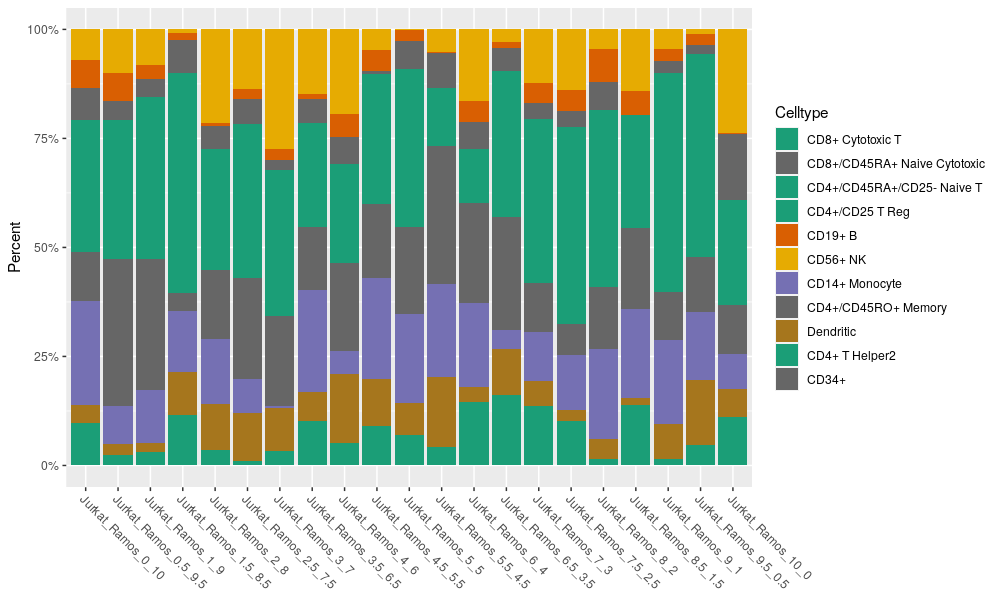 100%
75%
50%
25%
0%
Percent
Jurkat_Ramos_0_10
Jurkat_Ramos_0.5_9.5
Jurkat_Ramos_1_9
Jurkat_Ramos_1.5_8.5
Jurkat_Ramos_2_8
Jurkat_Ramos_2.5_7.5
Jurkat_Ramos_3_7
Jurkat_Ramos_3.5_6.5
Jurkat_Ramos_4_6
Jurkat_Ramos_4.5_5.5
Jurkat_Ramos_5_5
Jurkat_Ramos_5.5_4.5
Jurkat_Ramos_6_4
Jurkat_Ramos_6.5_3.5
Jurkat_Ramos_7_3
Jurkat_Ramos_7.5_2.5
Jurkat_Ramos_8_2
Jurkat_Ramos_8.5_1.5
Jurkat_Ramos_9_1
Jurkat_Ramos_9.5_0.5
Jurkat_Ramos_10_0
Celltype
CD8+ Cytotoxic T
CD8+/CD45RA+ Naive Cytotoxic
CD4+/CD45RA+/CD25- Naive T
CD4+/CD25 T Reg
CD19+ B
CD56+ NK
CD14+ Monocyte
CD4+/CD45RO+ Memory
Dendritic
CD4+ T Helper2
CD34+